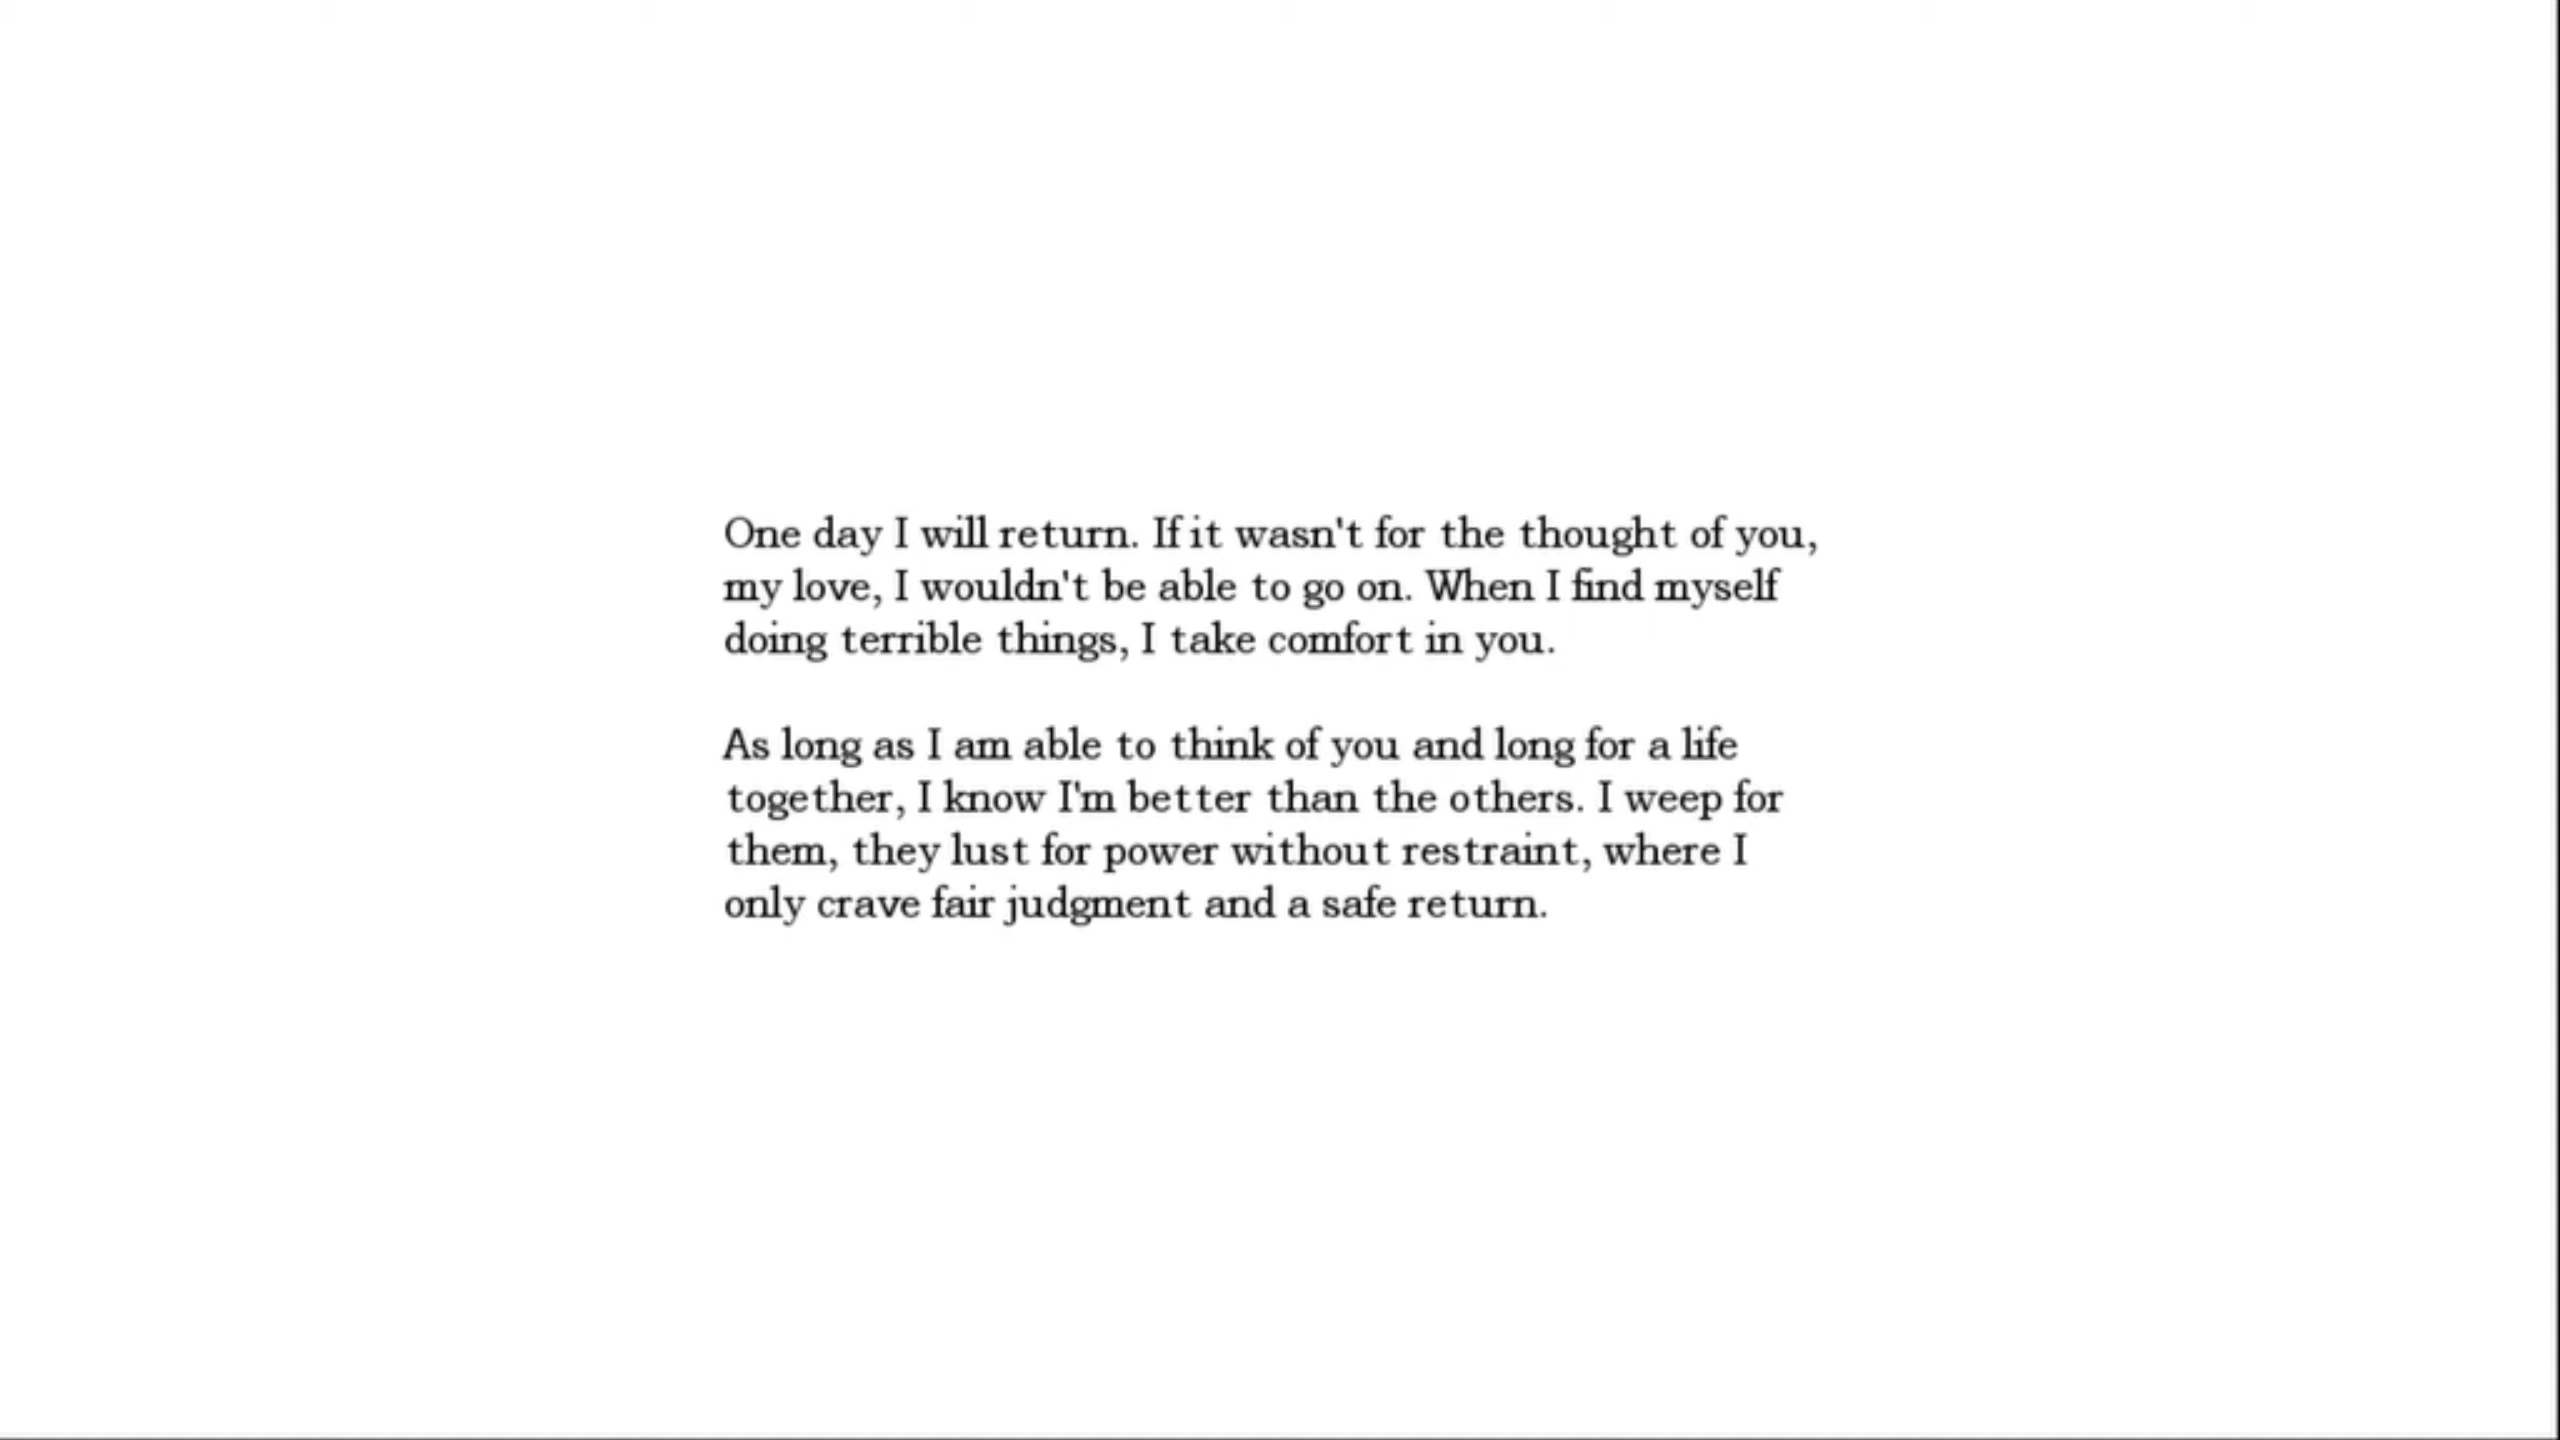 One day I will return. If it wasn't for the thought of you,
my love, I wouldn't be able to go on. When I find myself
doing terrible things, I take comfort in you.
As long as I am able to think of you and long for a life
together, I know I'm better than the others. I weep for
them, they lust for power without restraint, where I
only crave fair judgment and a safe return.